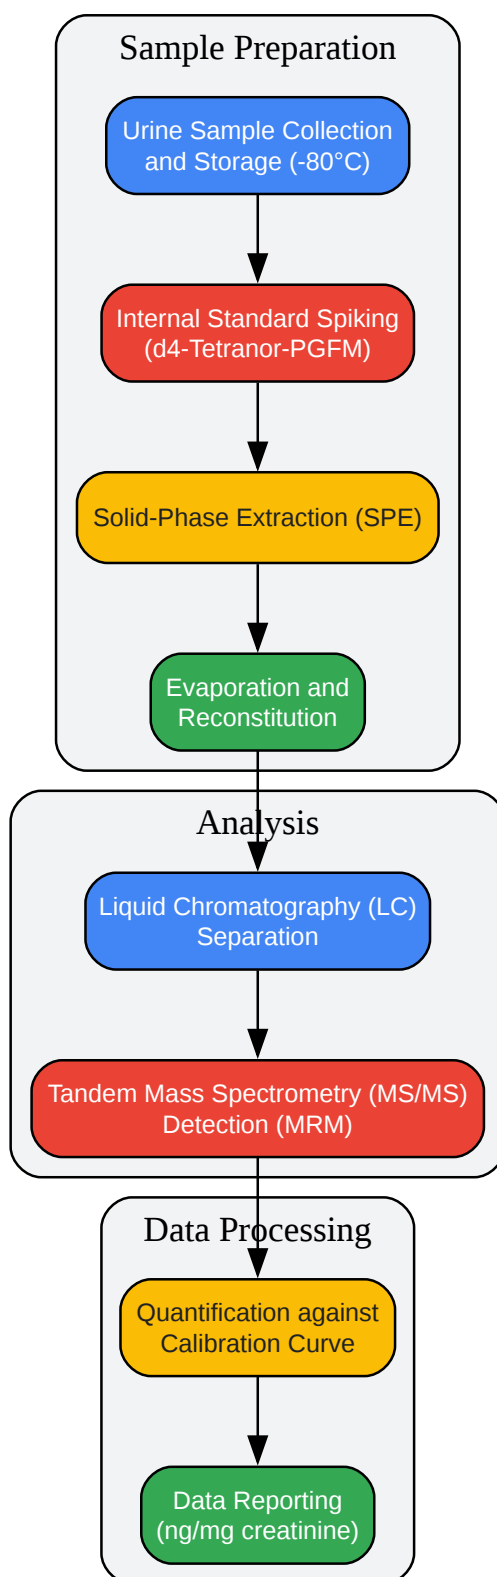 Sample Preparation
Urine Sample Collection
and Storage (-80°C)
Internal Standard Spiking
(d4-Tetranor-PGFM)
Solid-Phase Extraction (SPE)
Evaporation and
Reconstitution
Analysis
Liquid Chromatography (LC)
Separation
Tandem Mass Spectrometry (MS/MS)
Detection (MRM)
Data Processing
Quantification against
Calibration Curve
Data Reporting
(ng/mg creatinine)